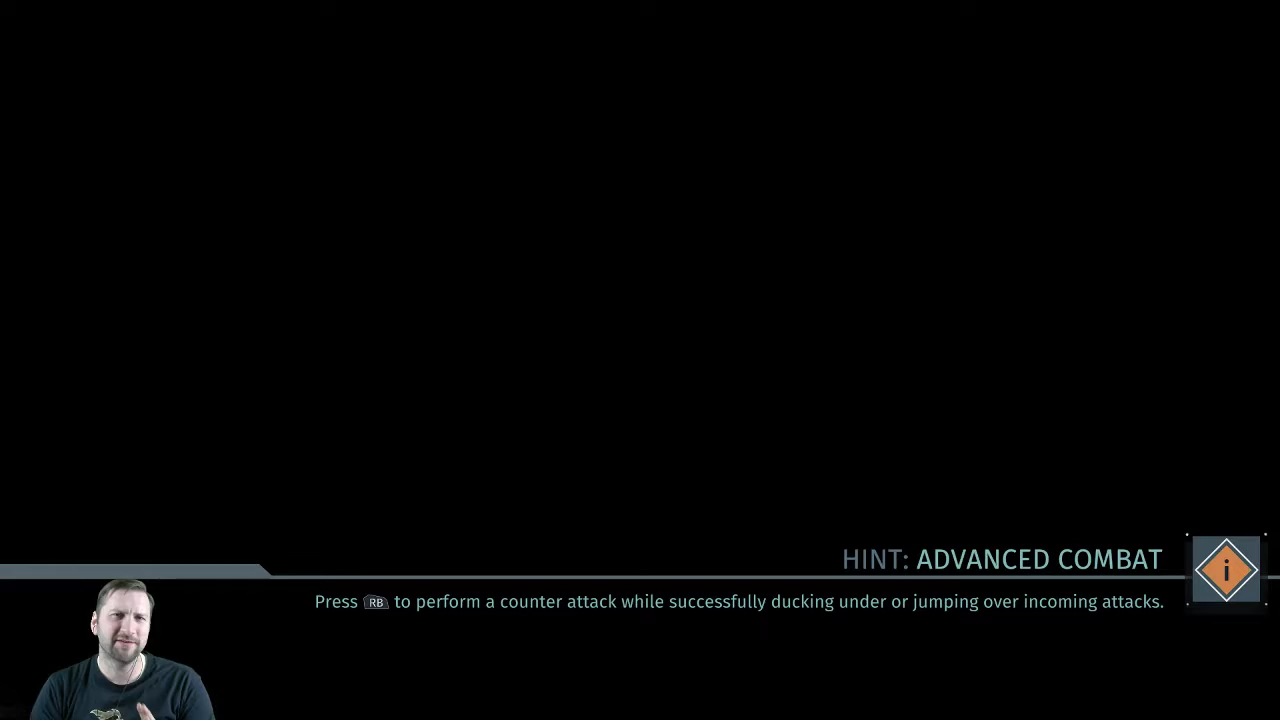 HINT: ADVANCED COMBAT
Press RB to perform a counter attack while successfully ducking under or jumping over incoming attacks.